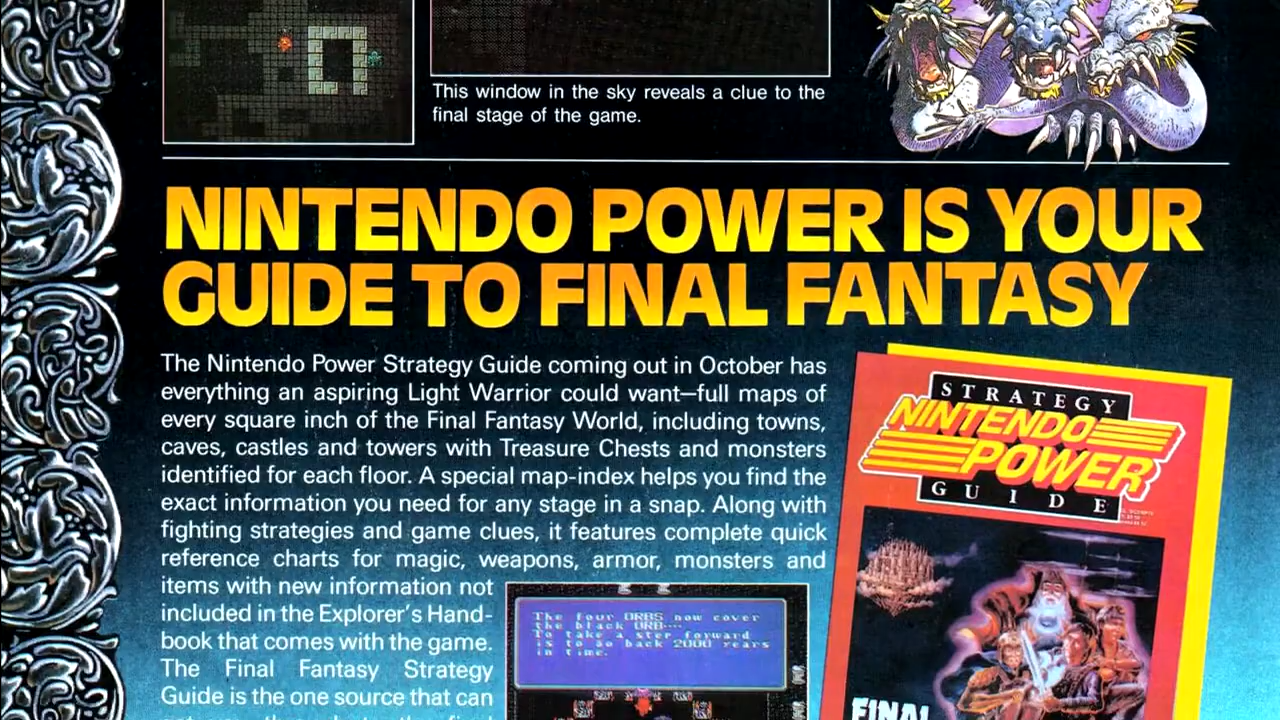 This window in the sky reveals a clue to the
final stage of the game.
NINTENDO POWER IS YOUR
GUIDE TO FINAL FANTASY
The Nintendo Power Strategy Guide coming out in October has
everything an aspiring Light Warrior could want—full maps of
every square inch of the Final Fantasy World, including towns,
caves, castles and towers with Treasure Chests and monsters
identified for each floor. A special map-index helps you find the
exact information you need for any stage in a snap. Along with
fighting strategies and game clues, it features complete quick
reference charts for magic, weapons, armor, monsters and
items with new information not
included in the Explorer's Hand-
book that comes with the game.
The Final Fantasy Strategy
Guide is the one source that can
The four ORBS now cover
the black ORB....
To take a step forward
is to go back 2000 years
in time.
STRATEGY
NINTENDO
POWER
GUIDE
FINAL